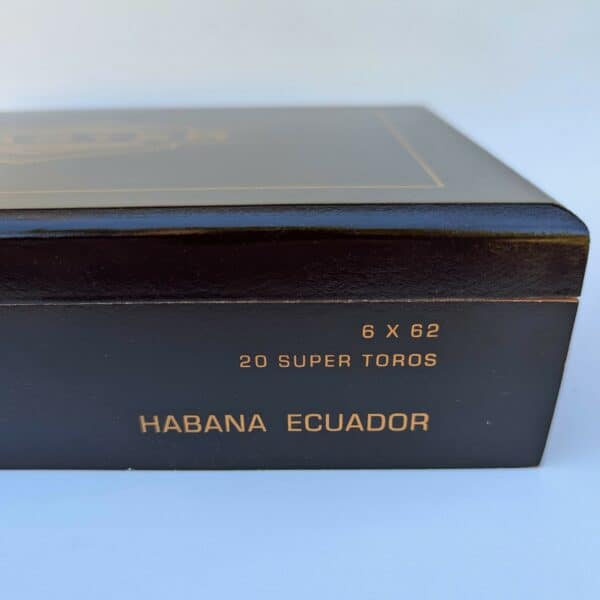 6 X 62
20 SUPER TOROS
HABANA ECUADOR